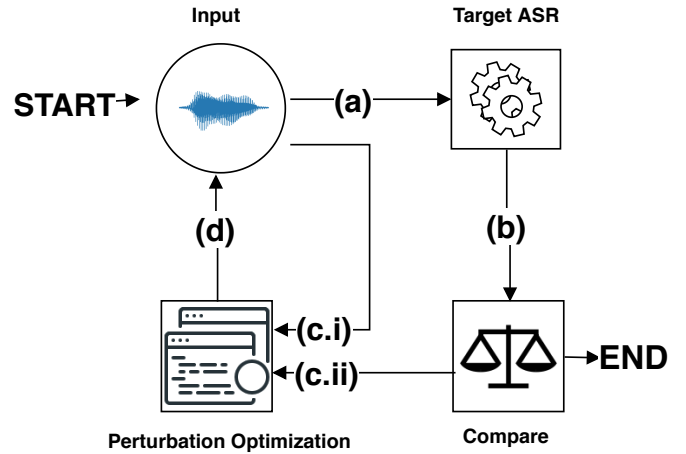 Input
Target ASR
START
(a)
(d)
(b)
(c.i)
(c.ii)
END
Perturbation Optimization
Compare